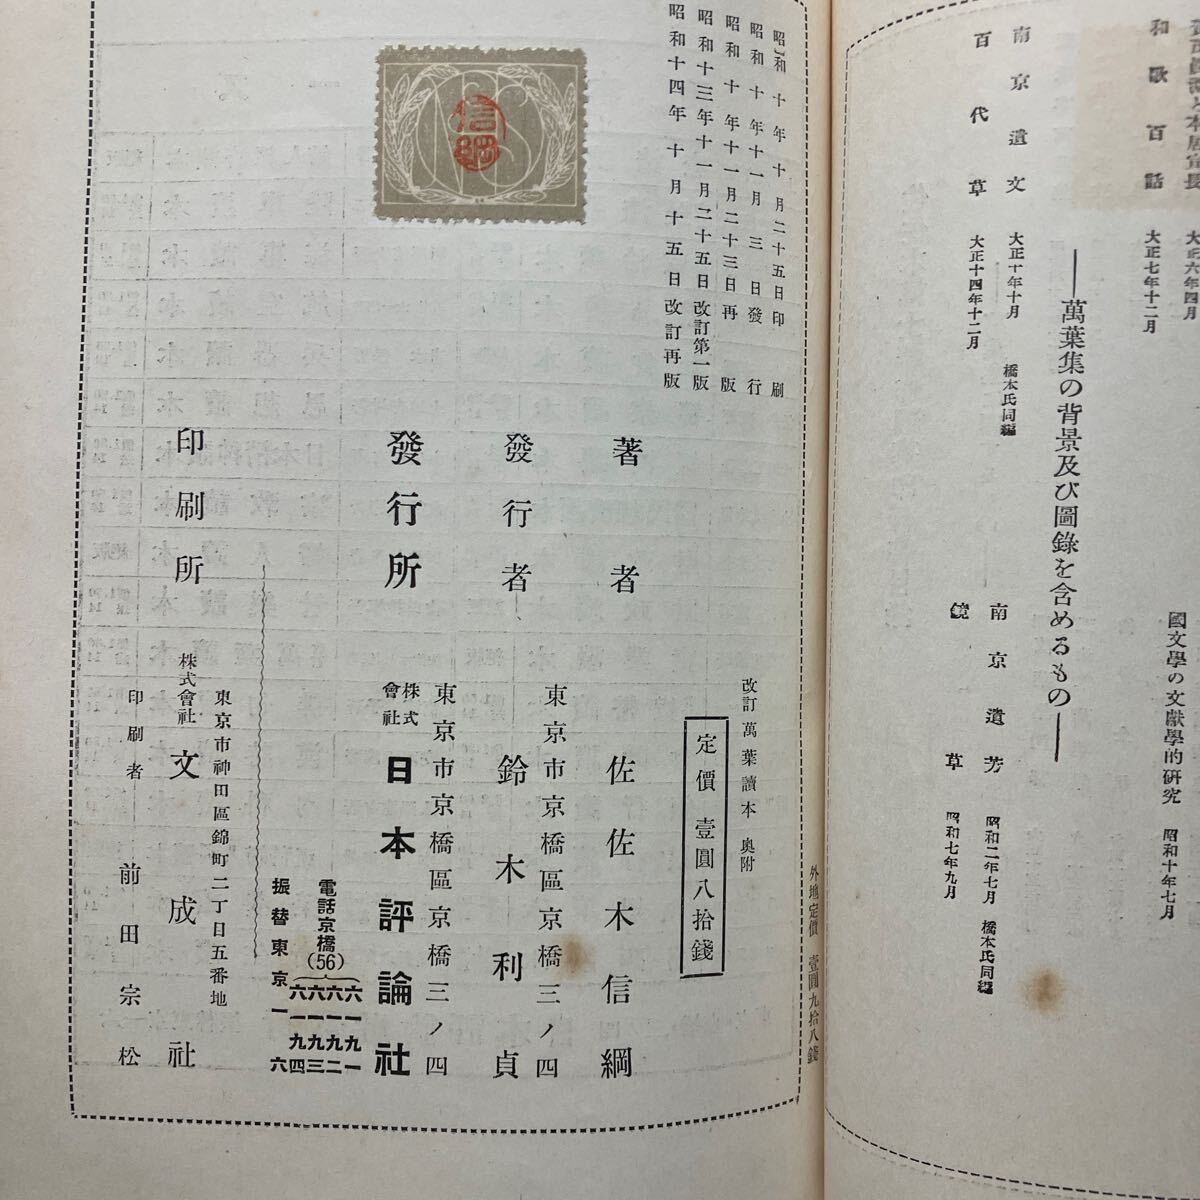 和歌百話 大正七年十二月
國文學の文献學的研究 昭和十年七月
――萬葉集の背景及び圖錄を含めるもの――
南京遺文 大正十年十月 橋本氏同編
南京遺芳 昭和二年七月 橋本氏同編
百代草 大正十四年十二月
鏡草 昭和七年九月
外地定價 壹圓九拾八錢
昭和十年十月二十五日印刷
昭和十年十一月三日發行
昭和十年十一月二十三日再版
昭和十三年十一月二十五日改訂第一版
昭和十四年十月十五日改訂再版
信綱
改訂萬葉讀本 奧附
定價 壹圓八拾錢
著者 佐佐木信綱
東京市京橋區京橋三ノ四
發行者 鈴木利貞
東京市京橋區京橋三ノ四
發行所 株式會社 日本評論社
電話京橋(56)
六一九一
六一九二
六一九三
六一九四
振替東京一六
東京市神田區錦町二丁目五番地
印刷所 株式會社 文成社
印刷者 前田宗松